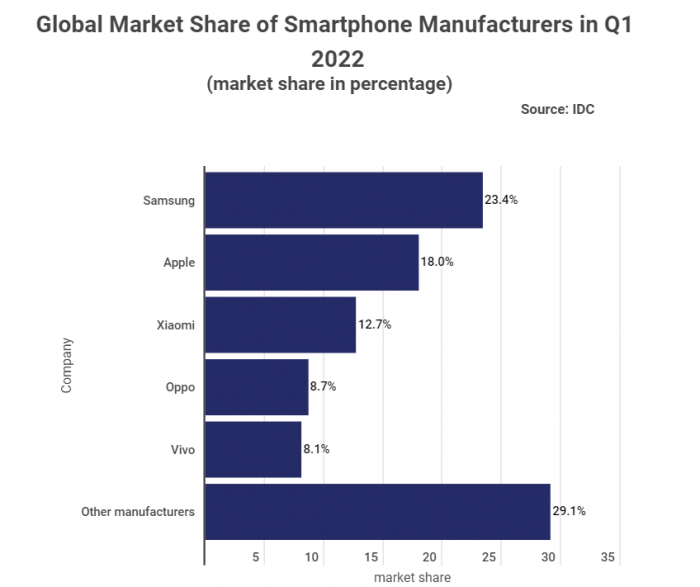 Global Market Share of Smartphone Manufacturers in Q1
2022
(market share in percentage)
Source: IDC
Company
Samsung 23.4%
Apple 18.0%
Xiaomi 12.7%
Oppo 8.7%
Vivo 8.1%
Other manufacturers 29.1%
5 10 15 20 25 30 35
market share